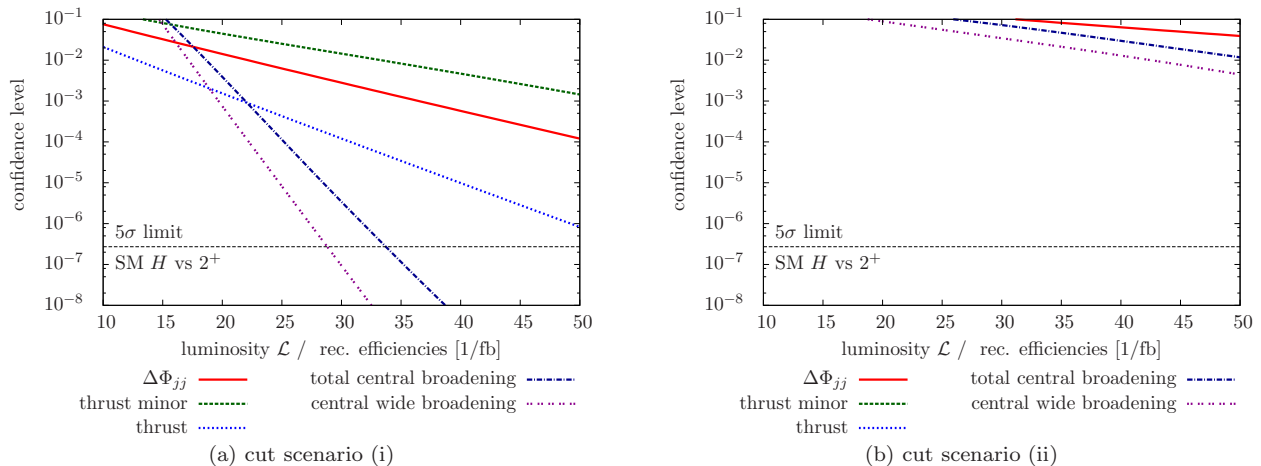 confidence level
10⁻¹
10⁻²
10⁻³
10⁻⁴
10⁻⁵
10⁻⁶
10⁻⁷
10⁻⁸
5σ limit
SM H vs 2⁺
10 15 20 25 30 35 40 45 50
luminosity ℒ / rec. efficiencies [1/fb]
ΔΦjj
thrust minor
thrust
total central broadening
central wide broadening
(a) cut scenario (i)
confidence level
10⁻¹
10⁻²
10⁻³
10⁻⁴
10⁻⁵
10⁻⁶
10⁻⁷
10⁻⁸
5σ limit
SM H vs 2⁺
10 15 20 25 30 35 40 45 50
luminosity ℒ / rec. efficiencies [1/fb]
ΔΦjj
thrust minor
thrust
total central broadening
central wide broadening
(b) cut scenario (ii)